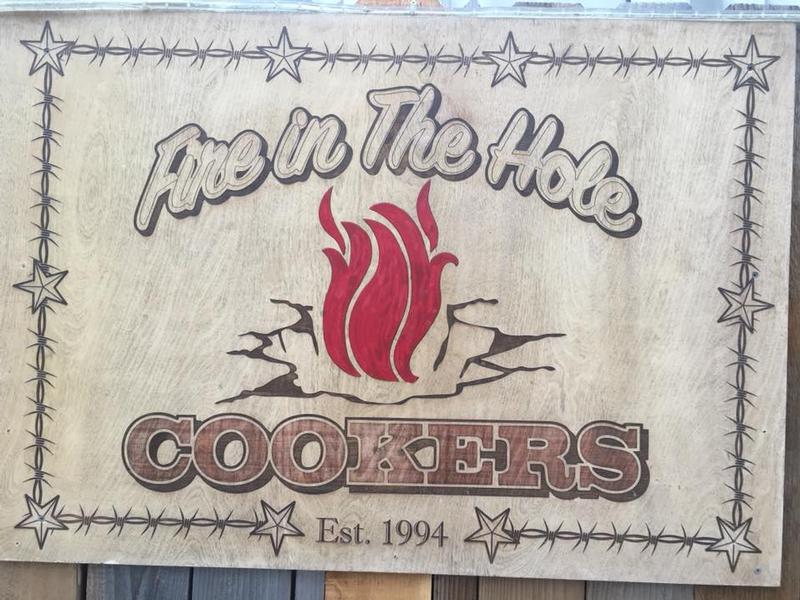 Fire in The Hole
COOKERS
Est. 1994